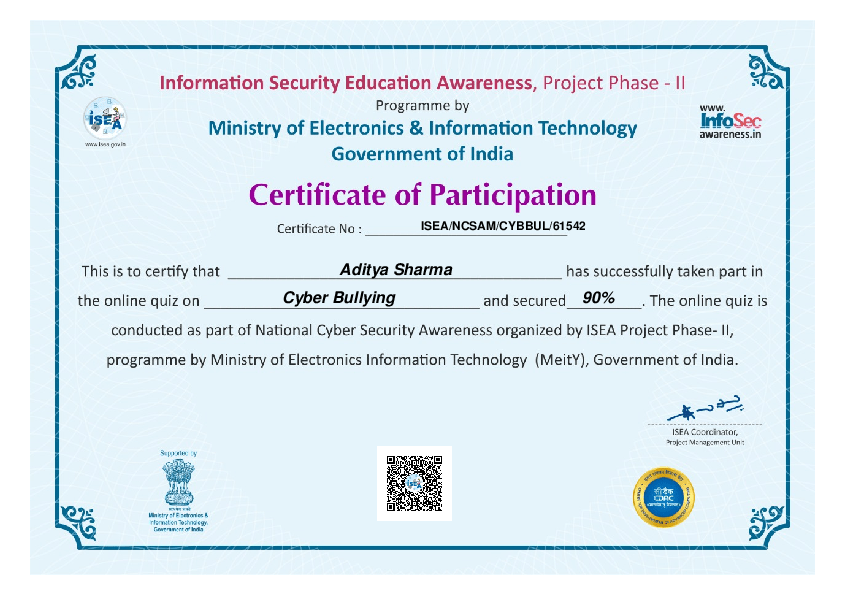 Information Security Education Awareness, Project Phase - II
Programme by
Ministry of Electronics & Information Technology
Government of India
ISEA
www.isea.gov.in
www.
InfoSec
awareness.in
Certificate of Participation
Certificate No : ISEA/NCSAM/CYBBUL/61542
This is to certify that Aditya Sharma has successfully taken part in
the online quiz on Cyber Bullying and secured 90% . The online quiz is
conducted as part of National Cyber Security Awareness organized by ISEA Project Phase- II,
programme by Ministry of Electronics Information Technology (MeitY), Government of India.
ISEA Coordinator,
Project Management Unit
Supported by
Ministry of Electronics &
Information Technology,
Government of India
सी डैक
CDAC